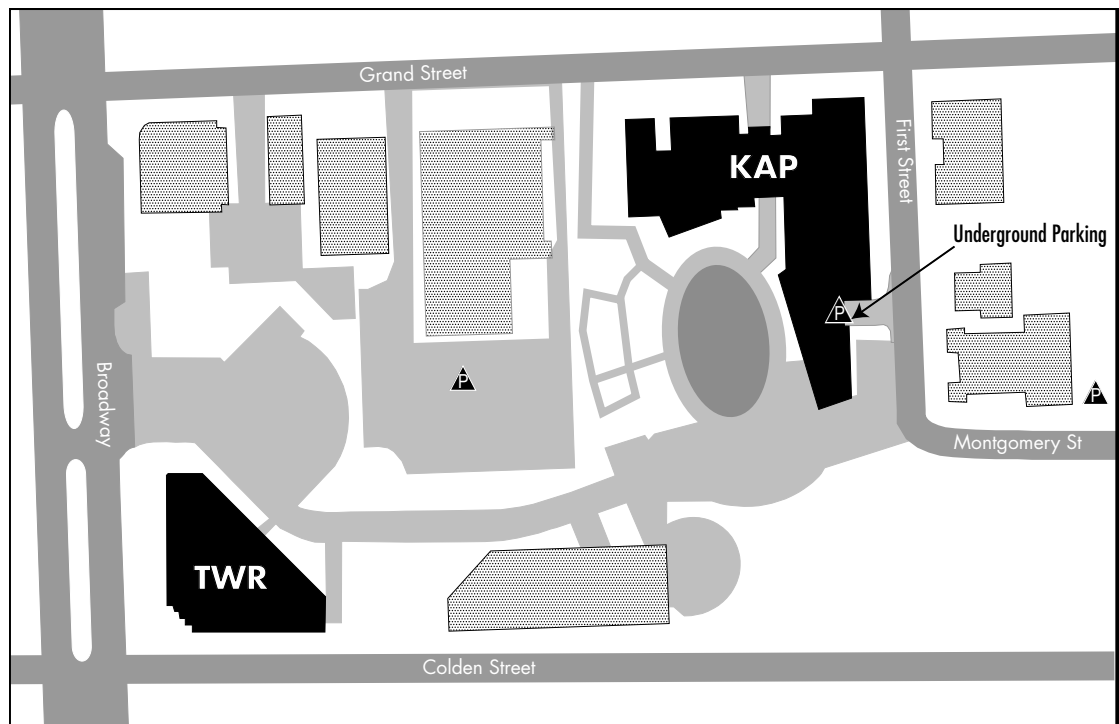 Grand Street
First Street
KAP
Underground Parking
P
P
P
Broadway
Montgomery St
TWR
Colden Street